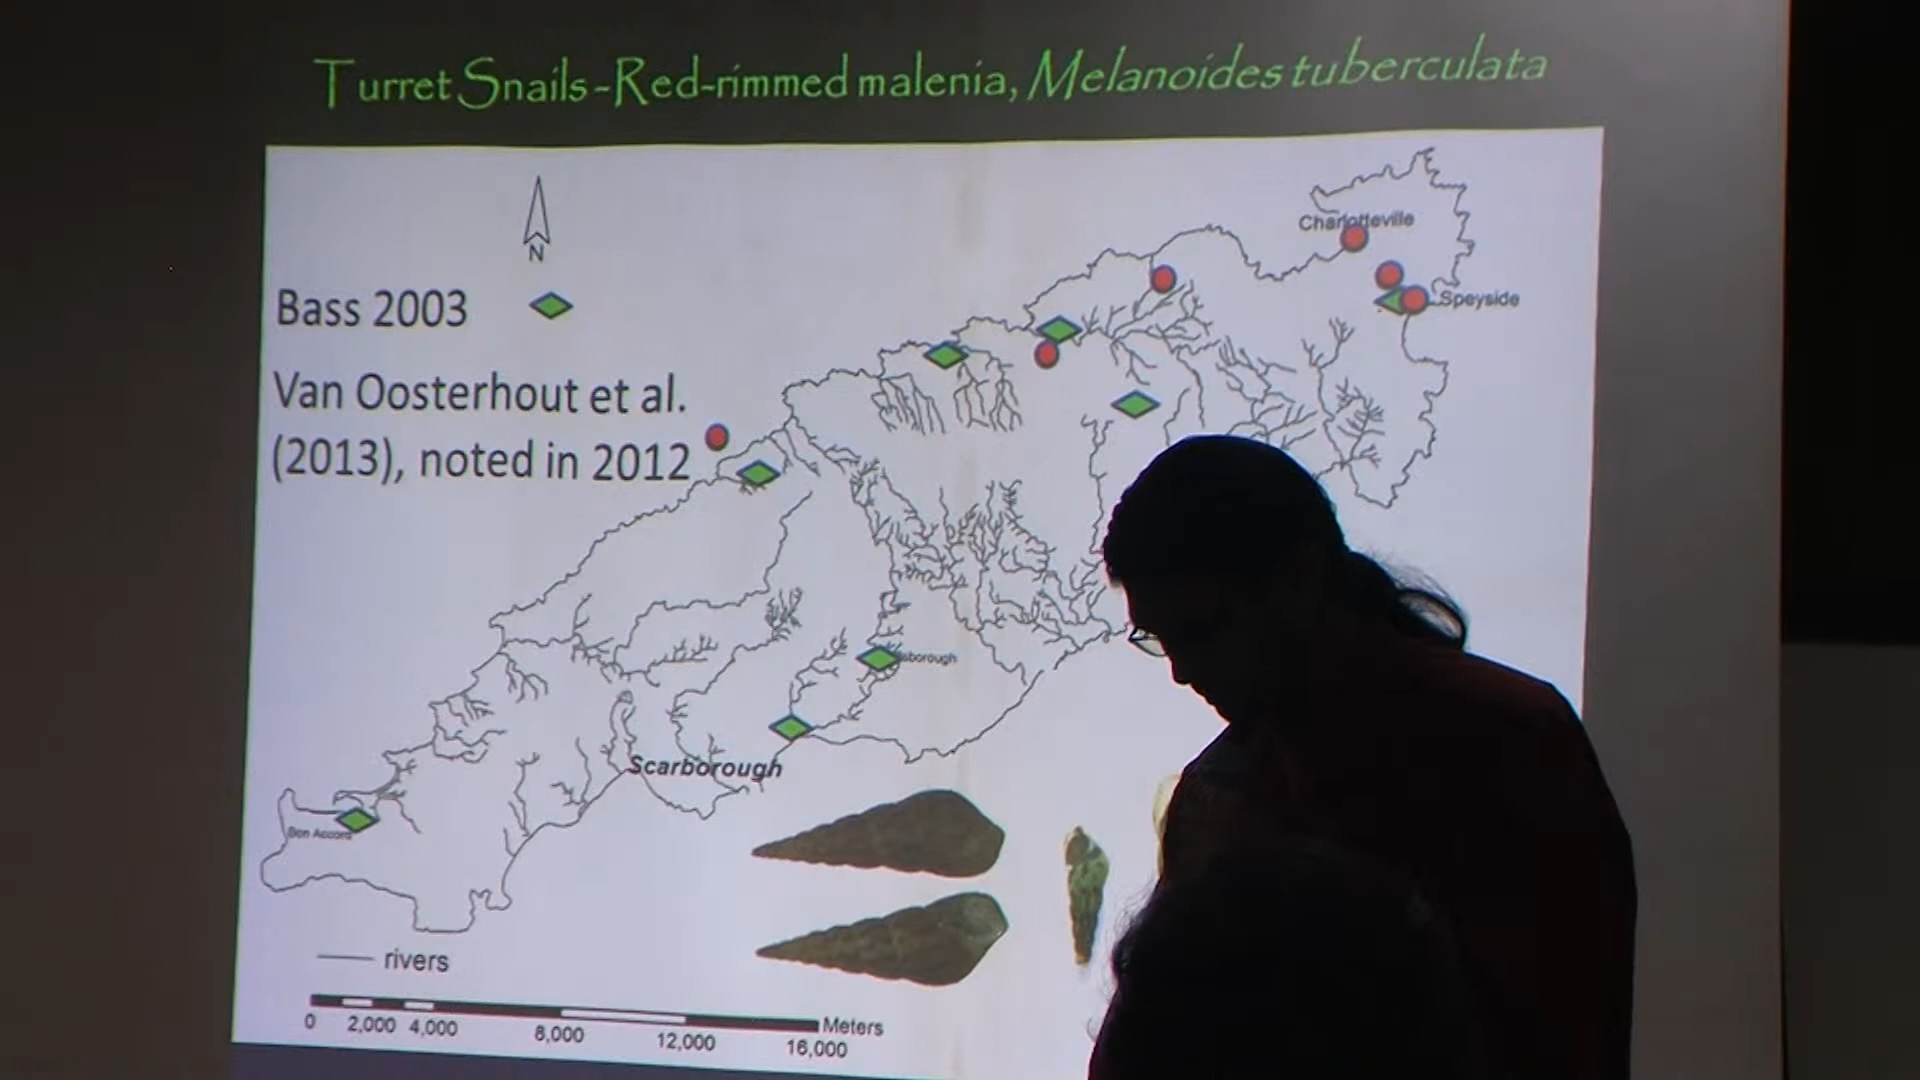 Turret Snails-Red-rimmed malenia, Melanoides tuberculata
N
Charlotteville
Bass 2003
Speyside
Van Oosterhout et al.
(2013), noted in 2012
Scarborough
Bon Accord
rivers
0 2,000 4,000 8,000 12,000 16,000 Meters